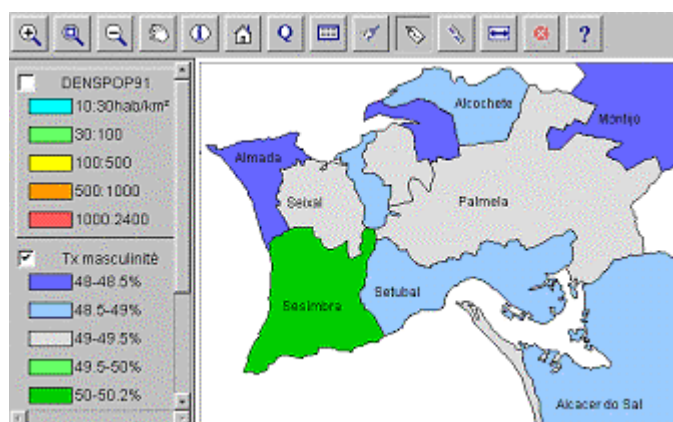 Q ?
DENSPOP91
10:30hab/km²
30:100
100:500
500:1000
1000:2400
Tx masculinité
48-48.5%
48.5-49%
49-49.5%
49.5-50%
50-50.2%
Alcochete
Montijo
Almada
Seixal
Palmela
Sesimbra
Setubal
Alcacer do Sal